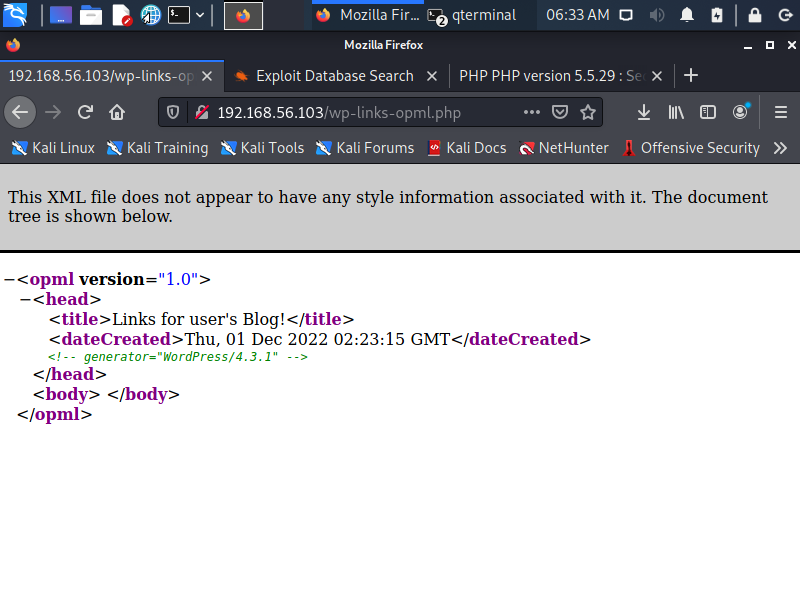 Mozilla Fir... 2 qterminal 06:33 AM
Mozilla Firefox
192.168.56.103/wp-links-op Exploit Database Search PHP PHP version 5.5.29 : Se
192.168.56.103/wp-links-opml.php
Kali Linux Kali Training Kali Tools Kali Forums Kali Docs NetHunter Offensive Security
This XML file does not appear to have any style information associated with it. The document
tree is shown below.
−<opml version="1.0">
−<head>
<title>Links for user's Blog!</title>
<dateCreated>Thu, 01 Dec 2022 02:23:15 GMT</dateCreated>
<!-- generator="WordPress/4.3.1" -->
</head>
<body> </body>
</opml>